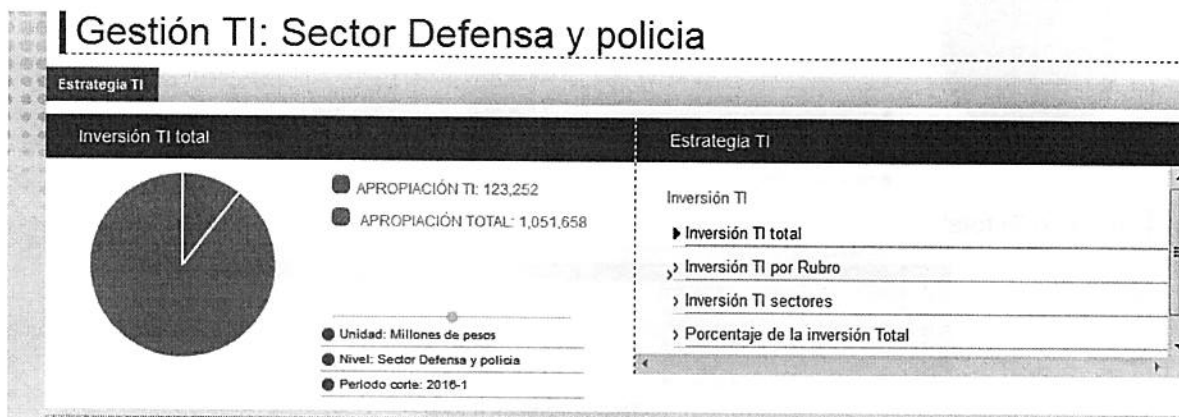 Gestión TI: Sector Defensa y policia
Estrategia TI
Inversión TI total
APROPIACIÓN TI: 123,252
APROPIACIÓN TOTAL: 1,051,658
Unidad: Millones de pesos
Nivel: Sector Defensa y policia
Periodo corte: 2016-1
Estrategia TI
Inversión TI
Inversión TI total
Inversión TI por Rubro
Inversión TI sectores
Porcentaje de la inversión Total